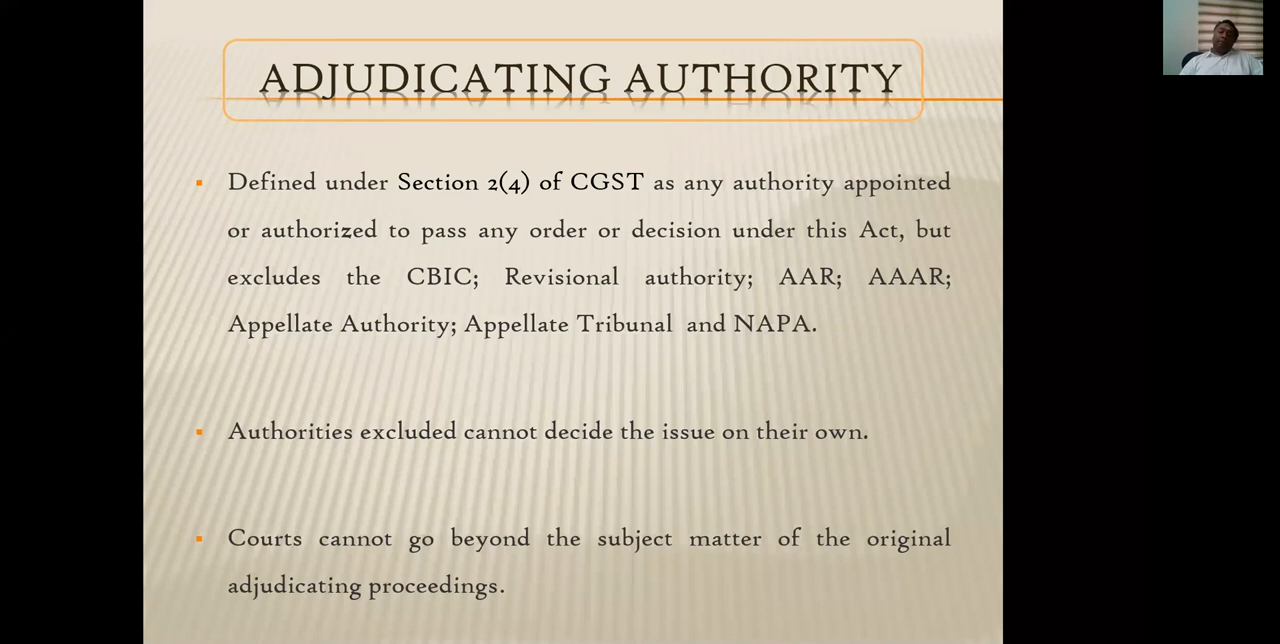 ADJUDICATING AUTHORITY
Defined under Section 2(4) of CGST as any authority appointed
or authorized to pass any order or decision under this Act, but
excludes the CBIC; Revisional authority; AAR; AAAR;
Appellate Authority; Appellate Tribunal and NAPA.
Authorities excluded cannot decide the issue on their own.
Courts cannot go beyond the subject matter of the original
adjudicating proceedings.